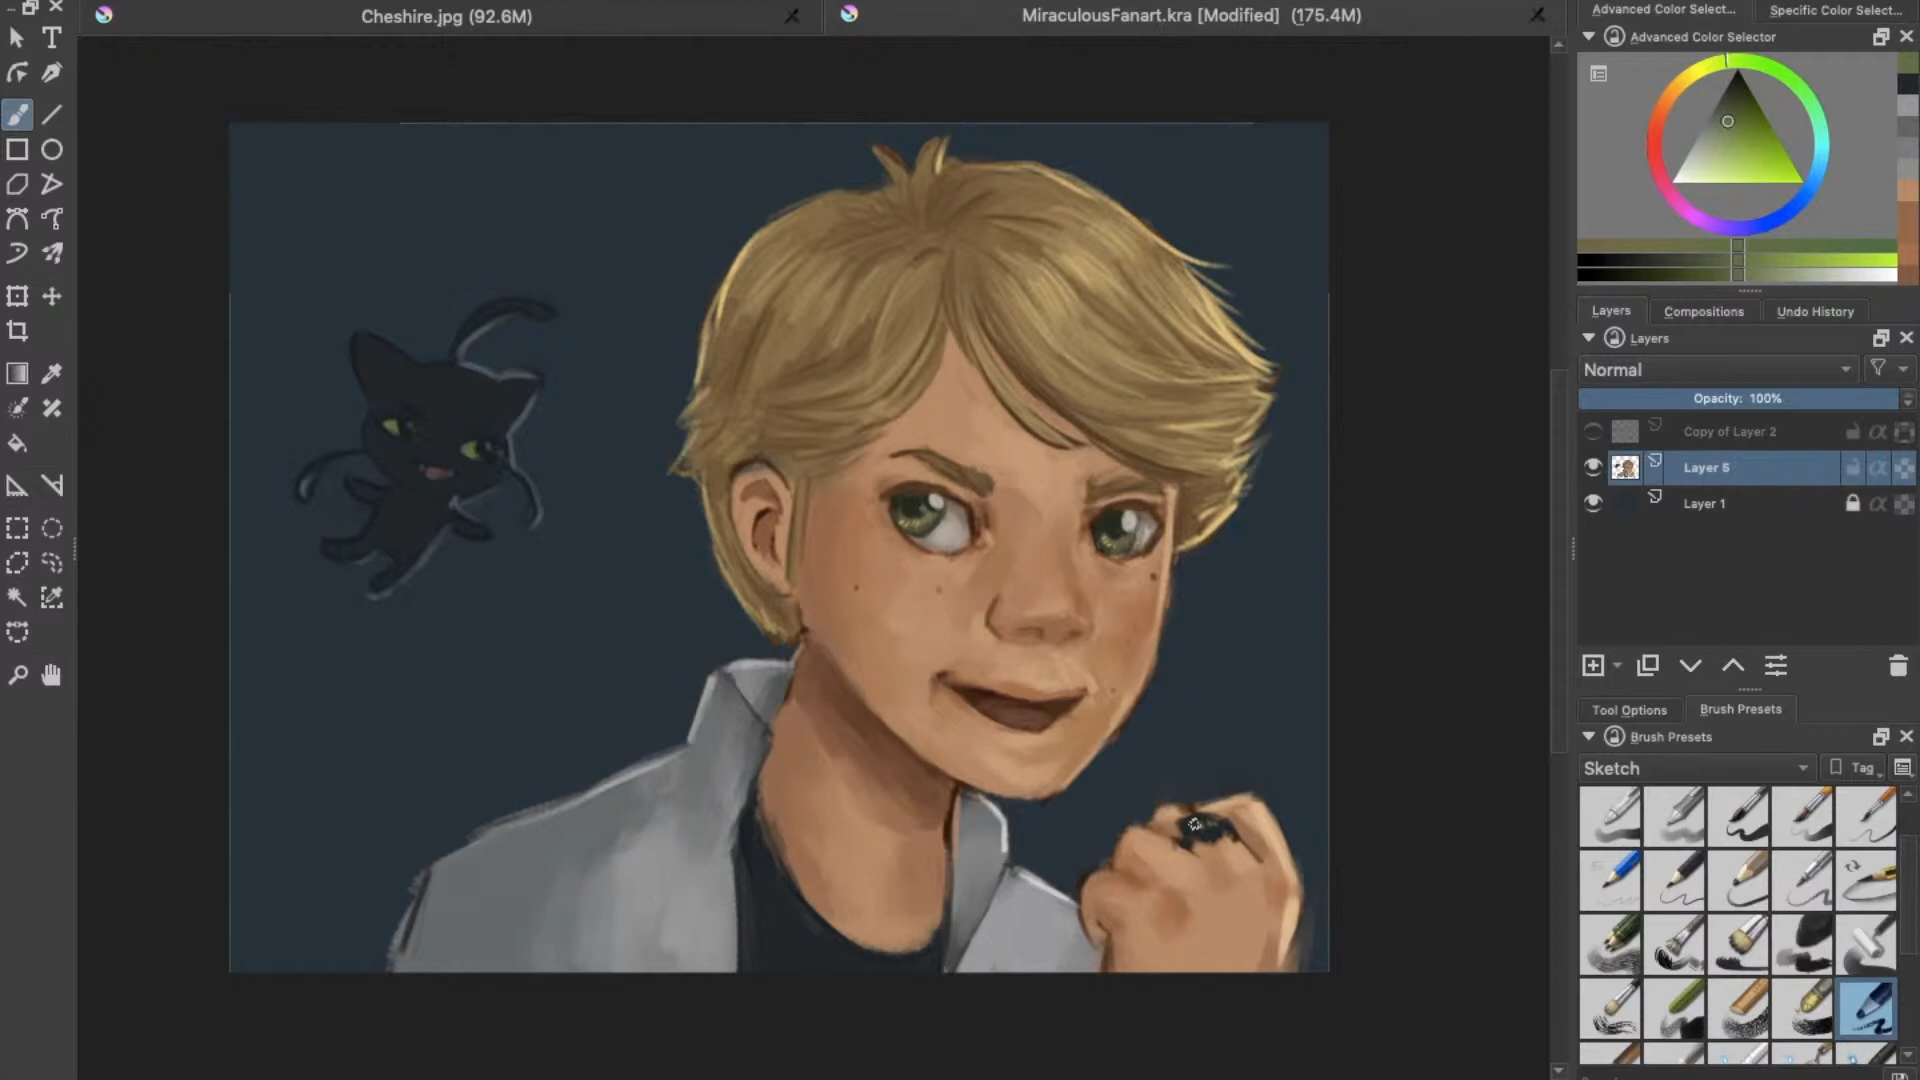 Cheshire.jpg (92.6M)
MiraculousFanart.kra [Modified] (175.4M)
Advanced Color Select...
Specific Color Select...
Advanced Color Selector
Layers
Compositions
Undo History
Layers
Normal
Opacity: 100%
Copy of Layer 2
Layer 5
Layer 1
Tool Options
Brush Presets
Brush Presets
Sketch
Tag